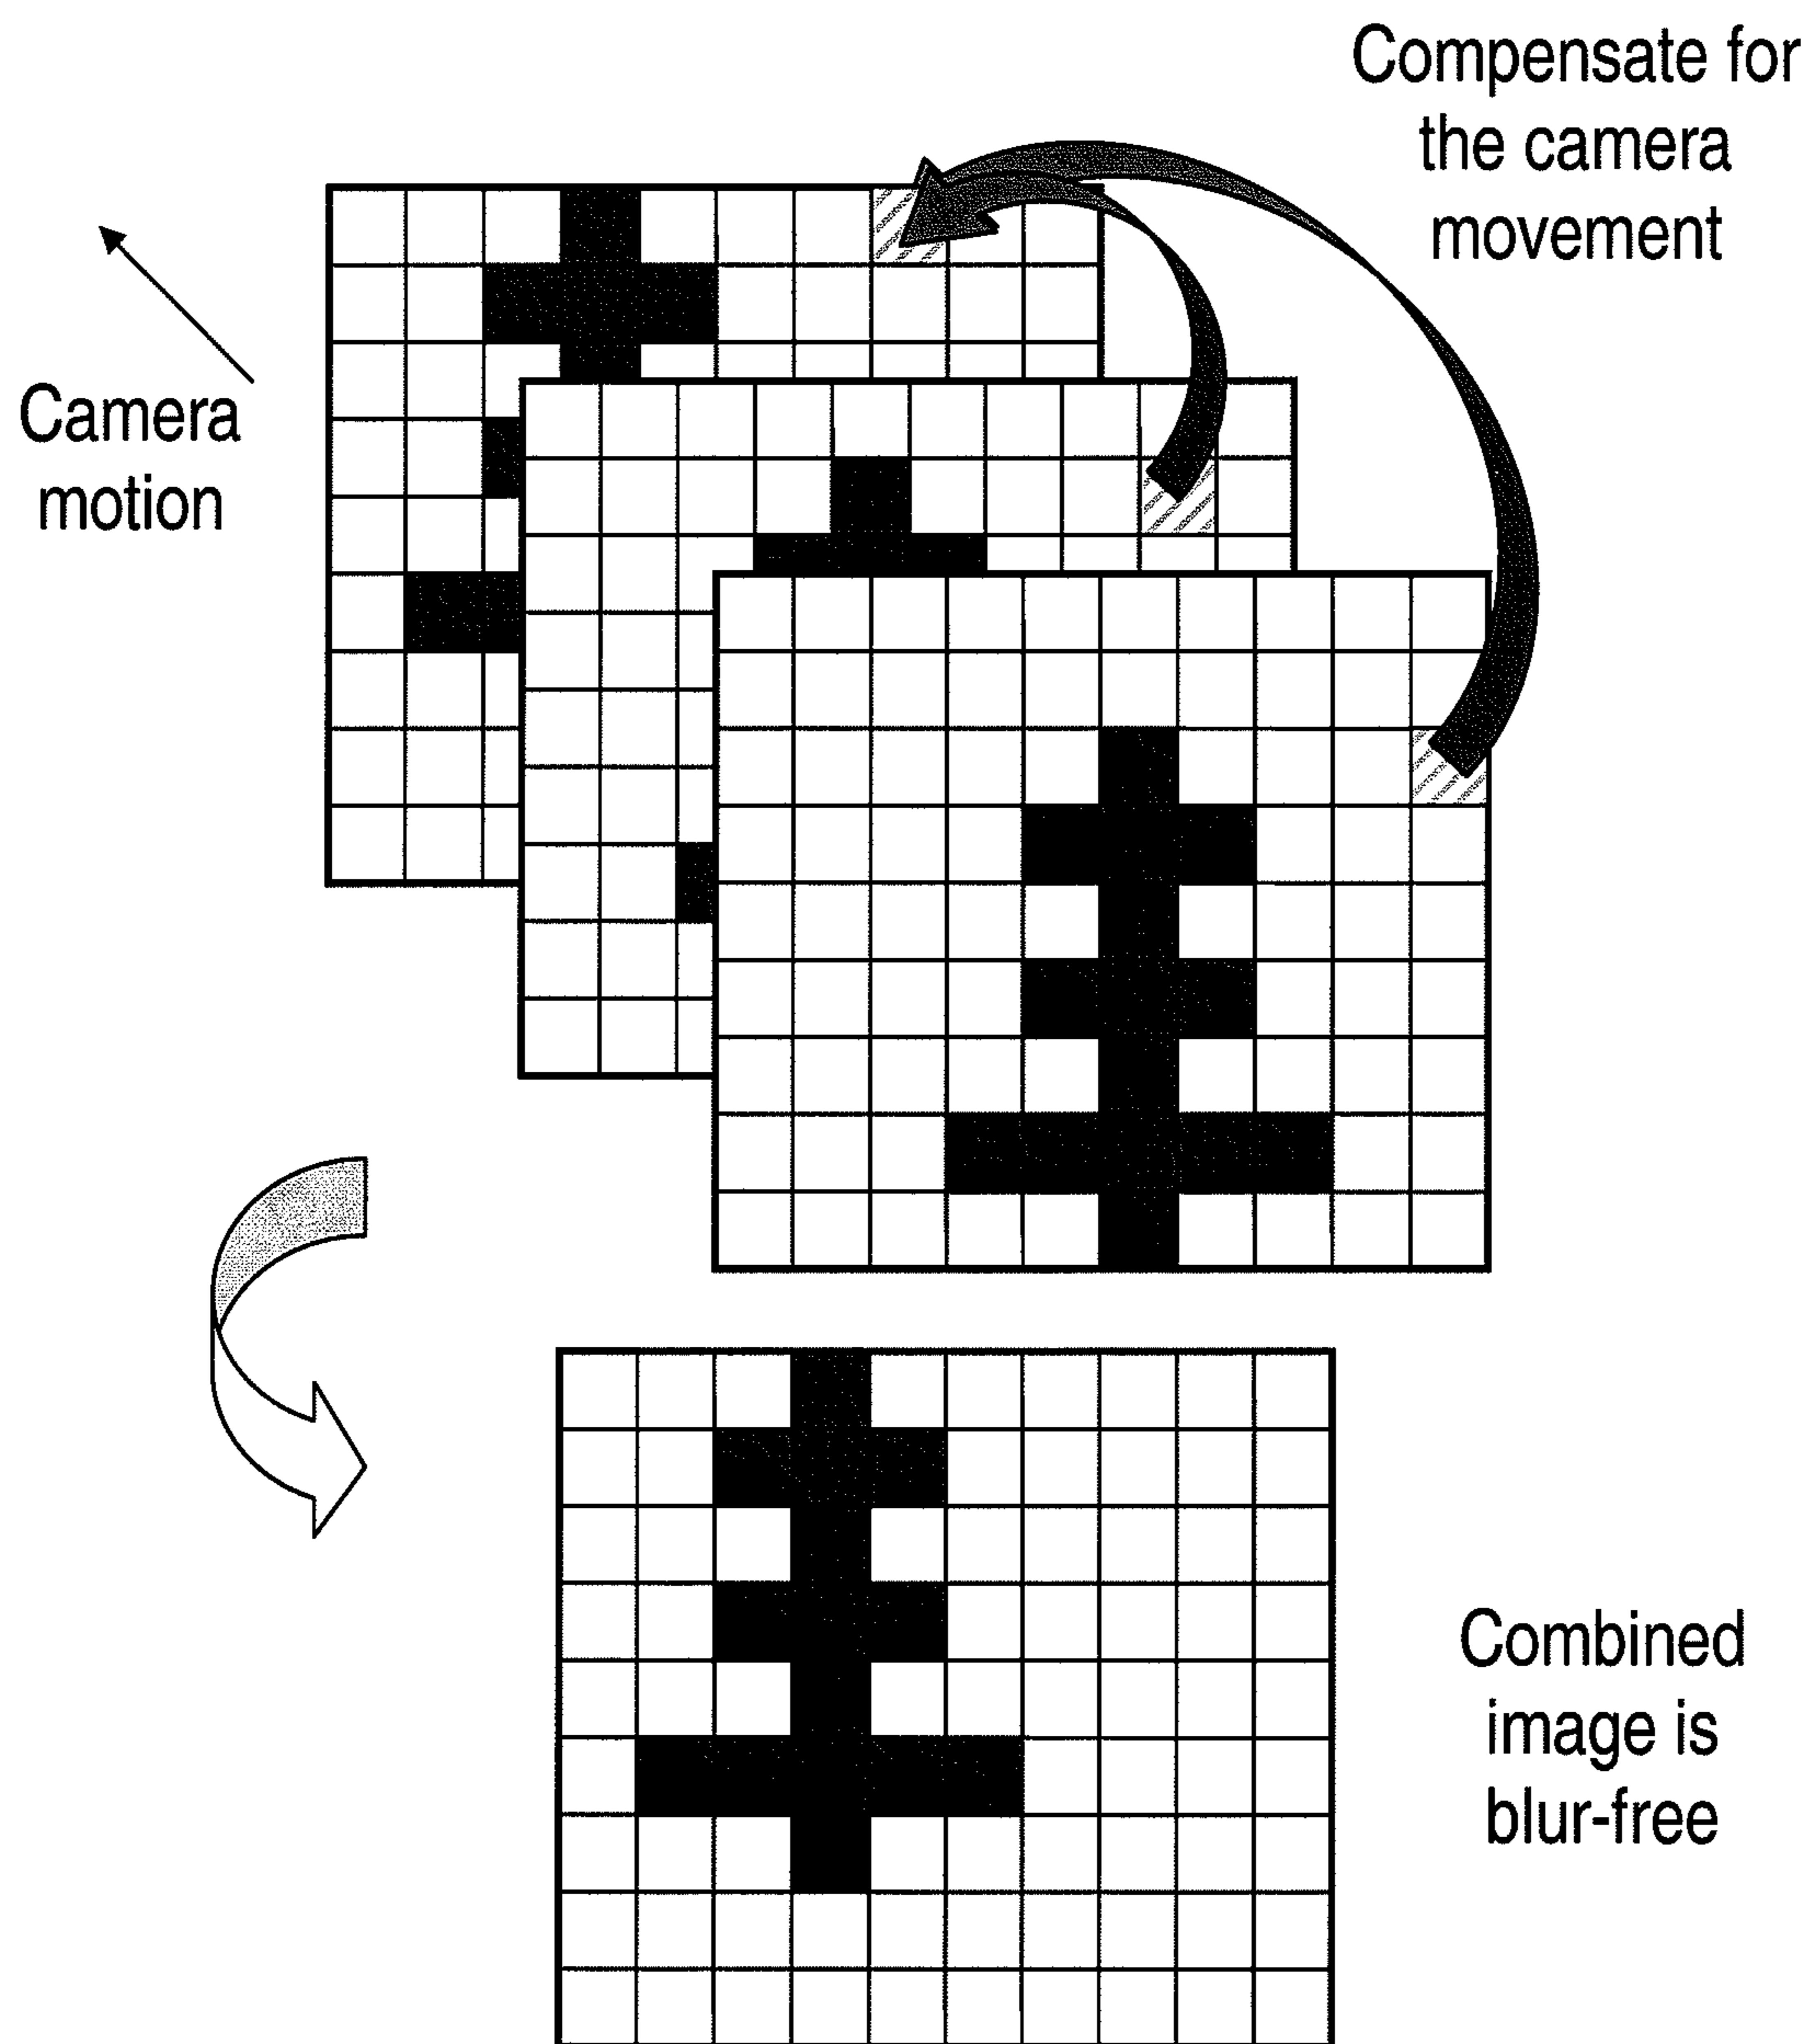 Compensate for
the camera
movement
Camera
motion
Combined
image is
blur-free